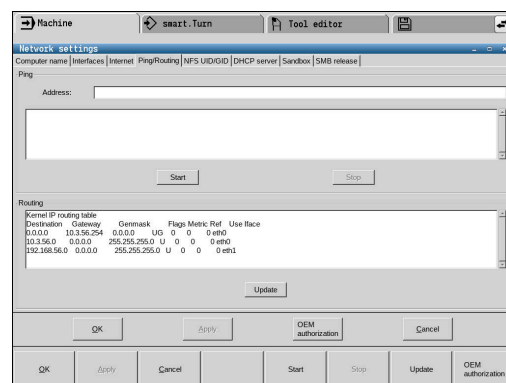 Machine smart.Turn Tool editor
Network settings
Computer name Interfaces Internet Ping/Routing NFS UID/GID DHCP server Sandbox SMB release
Ping
Address:
Start Stop
Routing
Kernel IP routing table
Destination Gateway Genmask Flags Metric Ref Use Iface
0.0.0.0 10.3.56.254 0.0.0.0 UG 0 0 0 eth0
10.3.56.0 0.0.0.0 255.255.255.0 U 0 0 0 eth0
192.168.56.0 0.0.0.0 255.255.255.0 U 0 0 0 eth1
Update
OK Apply OEM authorization Cancel
OK Apply Cancel Start Stop Update OEM authorization